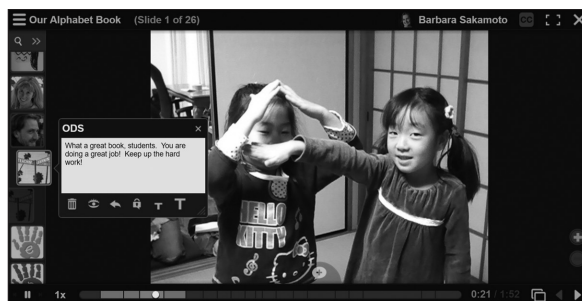 Our Alphabet Book (Slide 1 of 26)
Barbara Sakamoto CC
ODS
What a great book, students. You are
doing a great job! Keep up the hard
work!
HELLO
KITTY
T T
1x
0:21 / 1:52